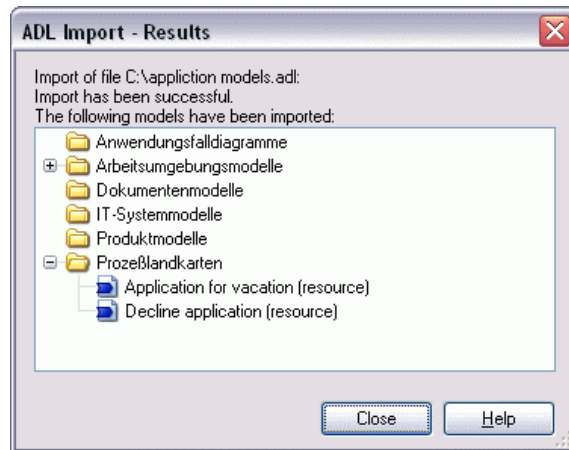 ADL Import - Results
Import of file C:\appliction models.adl:
Import has been successful.
The following models have been imported:
Anwendungsfalldiagramme
Arbeitsumgebungsmodelle
Dokumentenmodelle
IT-Systemmodelle
Produktmodelle
Prozeßlandkarten
Application for vacation (resource)
Decline application (resource)
Close Help